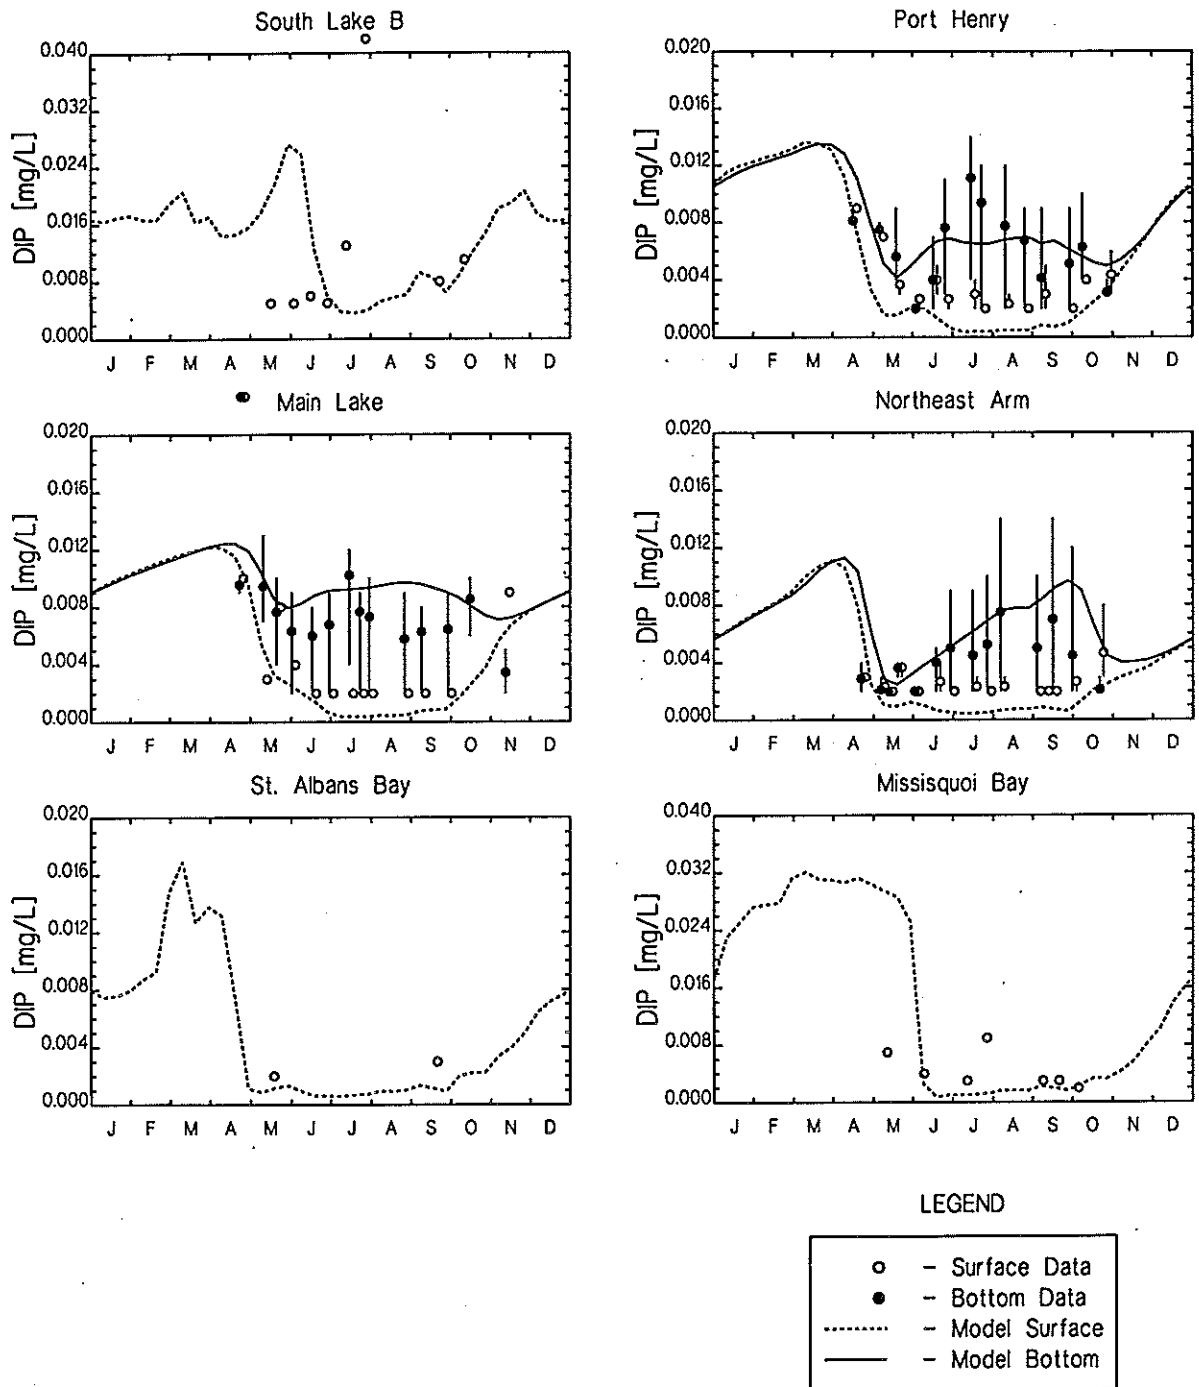 South Lake B
0.040
0.032
0.024
0.016
0.008
0.000
DIP [mg/L]
J F M A M J J A S O N D
Port Henry
0.020
0.016
0.012
0.008
0.004
0.000
DIP [mg/L]
J F M A M J J A S O N D
Main Lake
0.020
0.016
0.012
0.008
0.004
0.000
DIP [mg/L]
J F M A M J J A S O N D
Northeast Arm
0.020
0.016
0.012
0.008
0.004
0.000
DIP [mg/L]
J F M A M J J A S O N D
St. Albans Bay
0.020
0.016
0.012
0.008
0.004
0.000
DIP [mg/L]
J F M A M J J A S O N D
Missisquoi Bay
0.040
0.032
0.024
0.016
0.008
0.000
DIP [mg/L]
J F M A M J J A S O N D
LEGEND
– Surface Data
– Bottom Data
– Model Surface
– Model Bottom